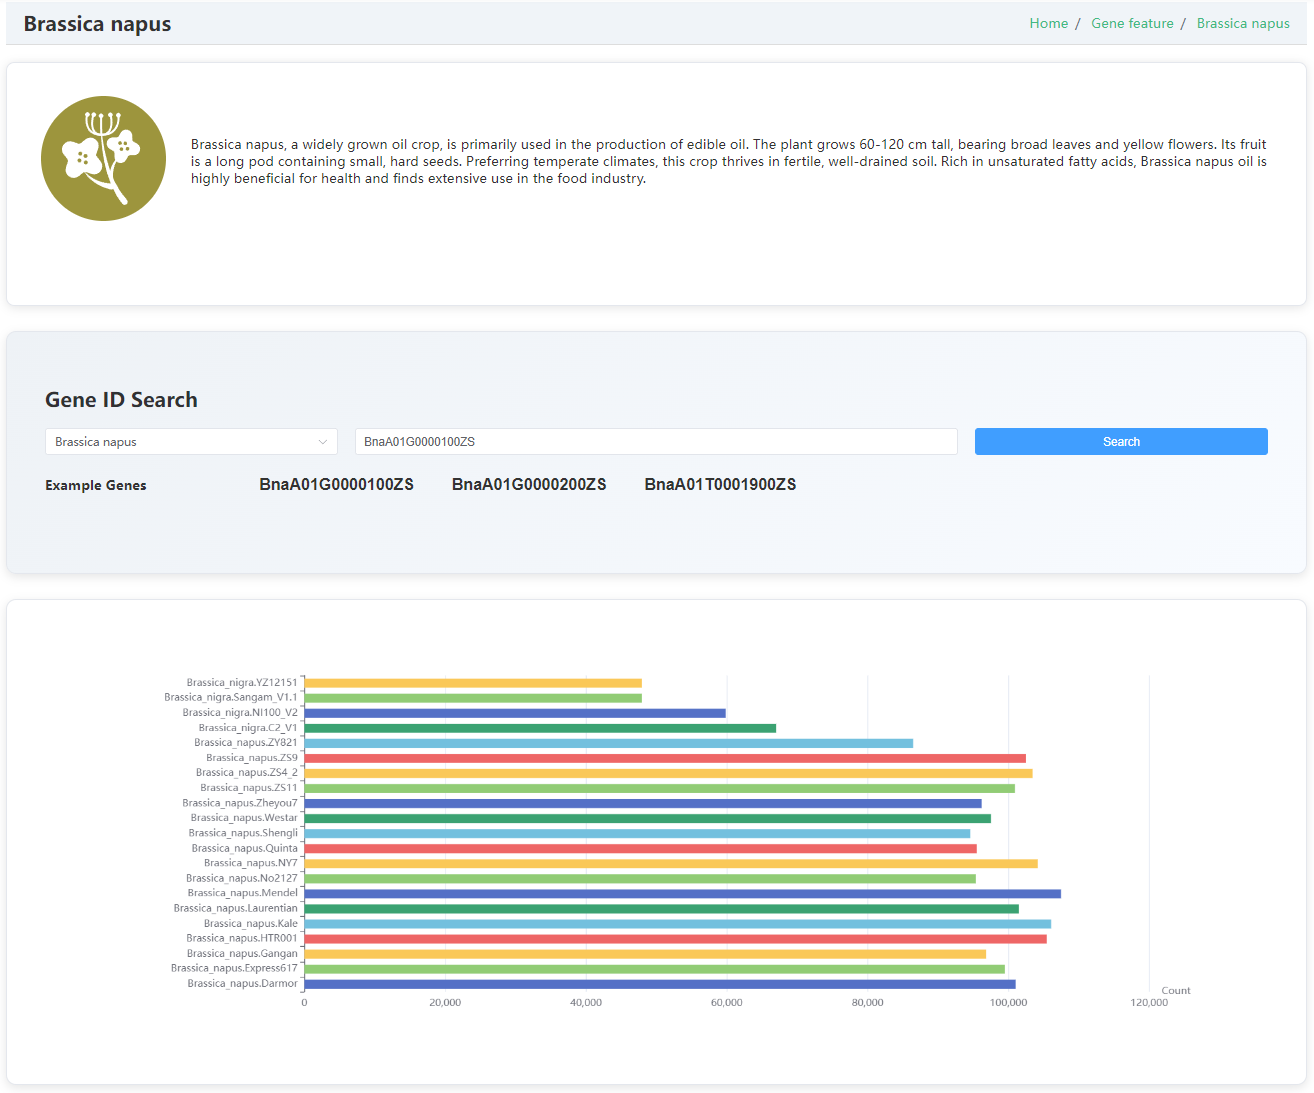 Brassica napus
Home / Gene feature / Brassica napus
Brassica napus, a widely grown oil crop, is primarily used in the production of edible oil. The plant grows 60-120 cm tall, bearing broad leaves and yellow flowers. Its fruit
is a long pod containing small, hard seeds. Preferring temperate climates, this crop thrives in fertile, well-drained soil. Rich in unsaturated fatty acids, Brassica napus oil is
highly beneficial for health and finds extensive use in the food industry.
Gene ID Search
Brassica napus
BnaA01G0000100ZS
Search
Example Genes BnaA01G0000100ZS BnaA01G0000200ZS BnaA01T0001900ZS
Brassica_nigra.YZ12151
Brassica_nigra.Sangam_V1.1
Brassica_nigra.NI100_V2
Brassica_nigra.C2_V1
Brassica_napus.ZY821
Brassica_napus.ZS9
Brassica_napus.ZS4_2
Brassica_napus.ZS11
Brassica_napus.Zheyou7
Brassica_napus.Westar
Brassica_napus.Shengli
Brassica_napus.Quinta
Brassica_napus.NY7
Brassica_napus.No2127
Brassica_napus.Mendel
Brassica_napus.Laurentian
Brassica_napus.Kale
Brassica_napus.HTR001
Brassica_napus.Gangan
Brassica_napus.Express617
Brassica_napus.Darmor
Count
0 20,000 40,000 60,000 80,000 100,000 120,000